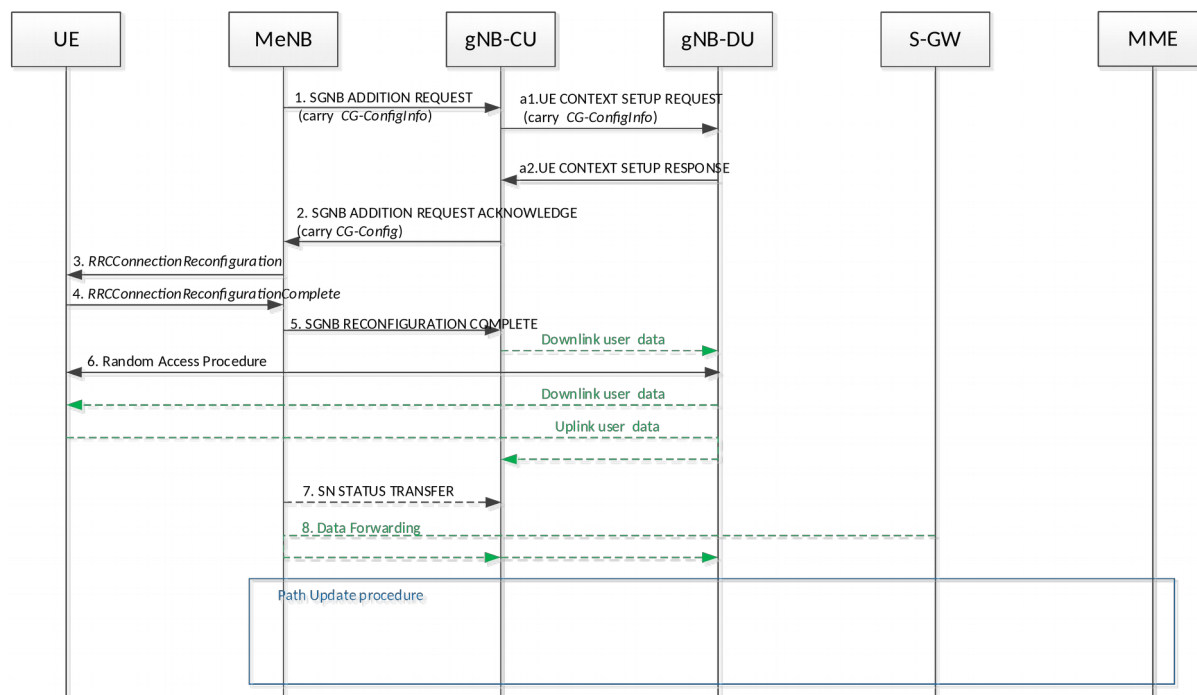 UE
MeNB
gNB-CU
gNB-DU
S-GW
MME
1. SGNB ADDITION REQUEST
(carry CG-ConfigInfo)
a1.UE CONTEXT SETUP REQUEST
(carry CG-ConfigInfo)
a2.UE CONTEXT SETUP RESPONSE
2. SGNB ADDITION REQUEST ACKNOWLEDGE
(carry CG-Config)
3. RRCConnectionReconfiguration
4. RRCConnectionReconfigurationComplete
5. SGNB RECONFIGURATION COMPLETE
Downlink user data
6. Random Access Procedure
Downlink user data
Uplink user data
7. SN STATUS TRANSFER
8. Data Forwarding
Path Update procedure